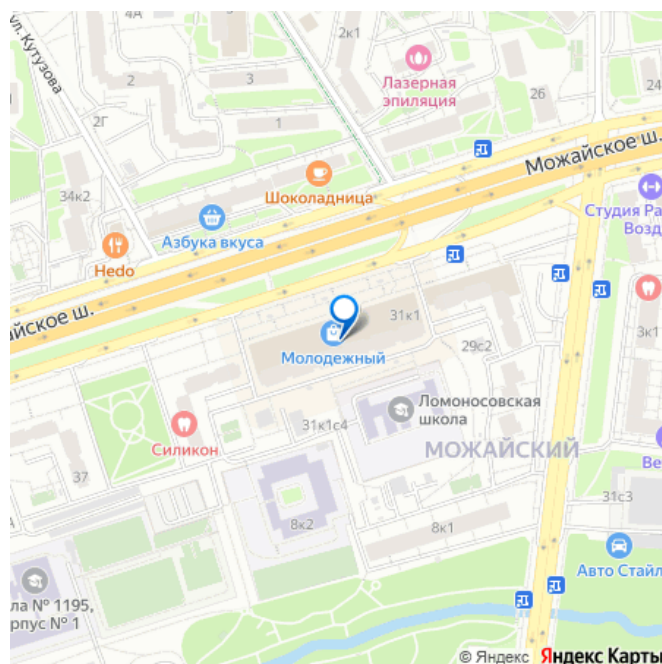 ул. Кутузова
4А
2к1
2
3
Лазерная
эпиляция
26
24
2Г
1
Можайское ш.
34к2
Шоколадница
Студия Ра
Возд
Азбука вкуса
Hedo
айское ш.
31к1
3к1
Молодежный
29с2
Ломоносовская
школа
Силикон
31к1с4
МОЖАЙСКИЙ
Ве
37
31с3
8к2
8к1
Авто Стайл
ла № 1195,
рпус № 1
© Яндекс Яндекс Карты